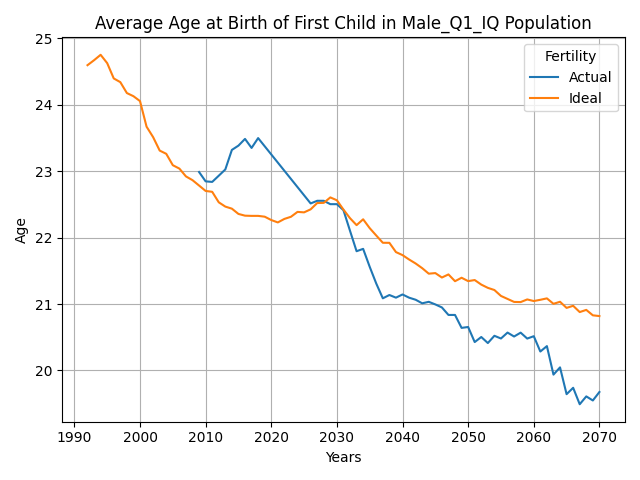 Average Age at Birth of First Child in Male_Q1_IQ Population
Fertility
Actual
Ideal
Age
25
24
23
22
21
20
1990 2000 2010 2020 2030 2040 2050 2060 2070
Years